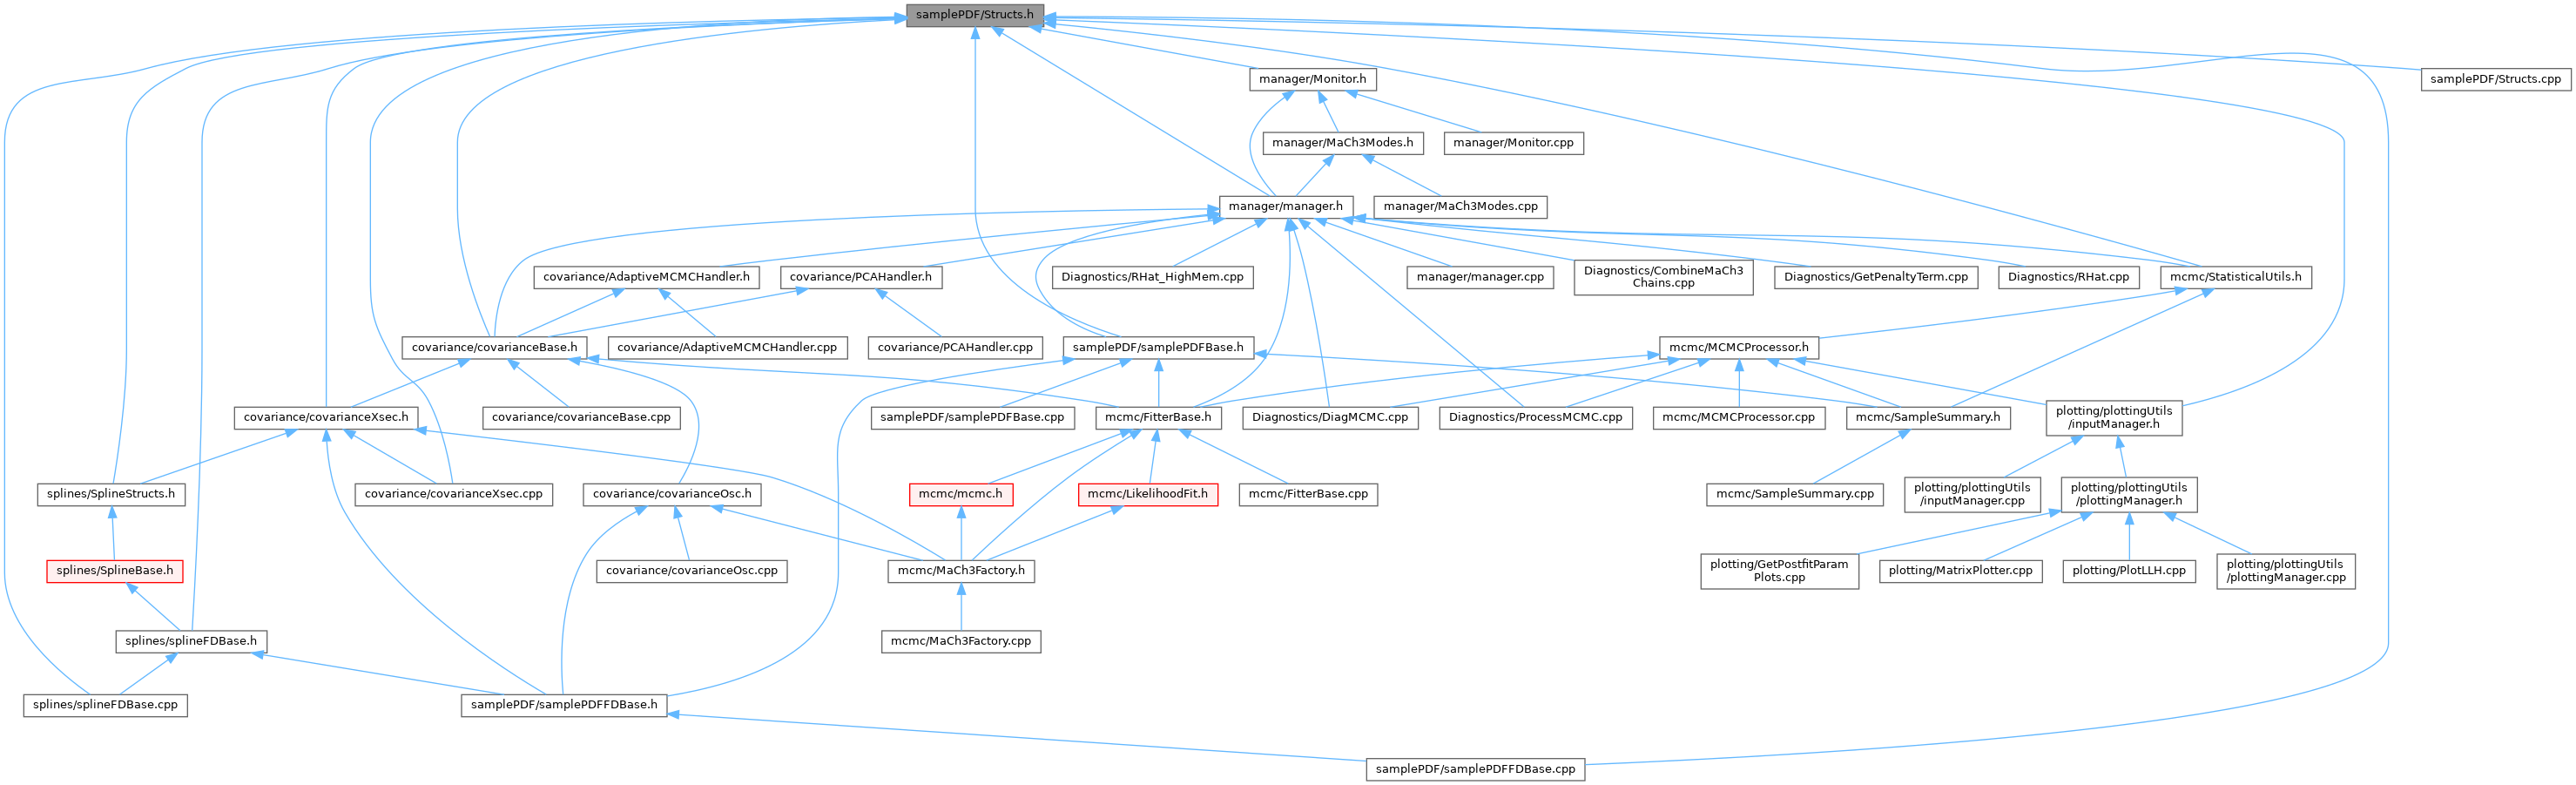 samplePDF/Structs.h
manager/Monitor.h
samplePDF/Structs.cpp
manager/MaCh3Modes.h
manager/Monitor.cpp
manager/manager.h
manager/MaCh3Modes.cpp
covariance/AdaptiveMCMCHandler.h
covariance/PCAHandler.h
Diagnostics/RHat_HighMem.cpp
manager/manager.cpp
Diagnostics/CombineMaCh3
Chains.cpp
Diagnostics/GetPenaltyTerm.cpp
Diagnostics/RHat.cpp
mcmc/StatisticalUtils.h
covariance/covarianceBase.h
covariance/AdaptiveMCMCHandler.cpp
covariance/PCAHandler.cpp
samplePDF/samplePDFBase.h
mcmc/MCMCProcessor.h
covariance/covarianceXsec.h
covariance/covarianceBase.cpp
samplePDF/samplePDFBase.cpp
mcmc/FitterBase.h
Diagnostics/DiagMCMC.cpp
Diagnostics/ProcessMCMC.cpp
mcmc/MCMCProcessor.cpp
mcmc/SampleSummary.h
plotting/plottingUtils
/inputManager.h
splines/SplineStructs.h
covariance/covarianceXsec.cpp
covariance/covarianceOsc.h
mcmc/mcmc.h
mcmc/LikelihoodFit.h
mcmc/FitterBase.cpp
mcmc/SampleSummary.cpp
plotting/plottingUtils
/inputManager.cpp
plotting/plottingUtils
/plottingManager.h
splines/SplineBase.h
covariance/covarianceOsc.cpp
mcmc/MaCh3Factory.h
plotting/GetPostfitParam
Plots.cpp
plotting/MatrixPlotter.cpp
plotting/PlotLLH.cpp
plotting/plottingUtils
/plottingManager.cpp
splines/splineFDBase.h
mcmc/MaCh3Factory.cpp
splines/splineFDBase.cpp
samplePDF/samplePDFFDBase.h
samplePDF/samplePDFFDBase.cpp